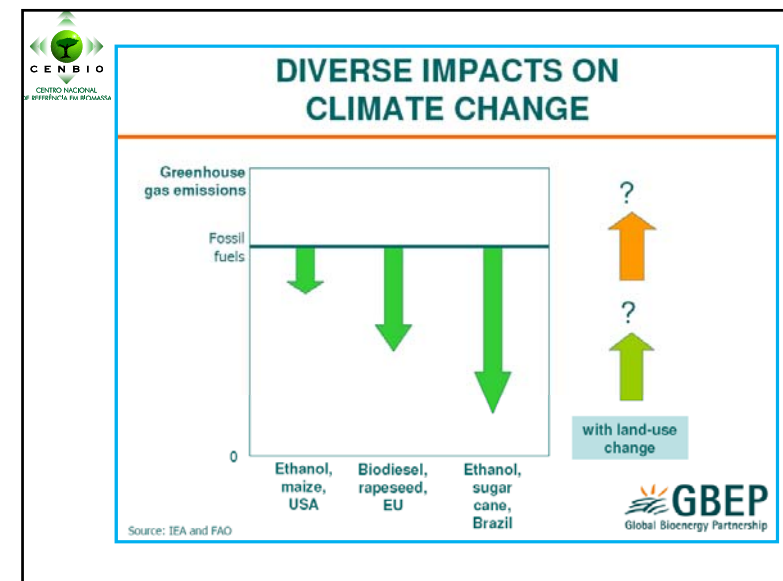 CENBIO
CENTRO NACIONAL
DE REFERÊNCIA EM BIOMASSA
DIVERSE IMPACTS ON
CLIMATE CHANGE
Greenhouse
gas emissions
Fossil
fuels
0
?
?
with land-use
change
Ethanol,
maize,
USA
Biodiesel,
rapeseed,
EU
Ethanol,
sugar
cane,
Brazil
GBEP
Global Bioenergy Partnership
Source: IEA and FAO